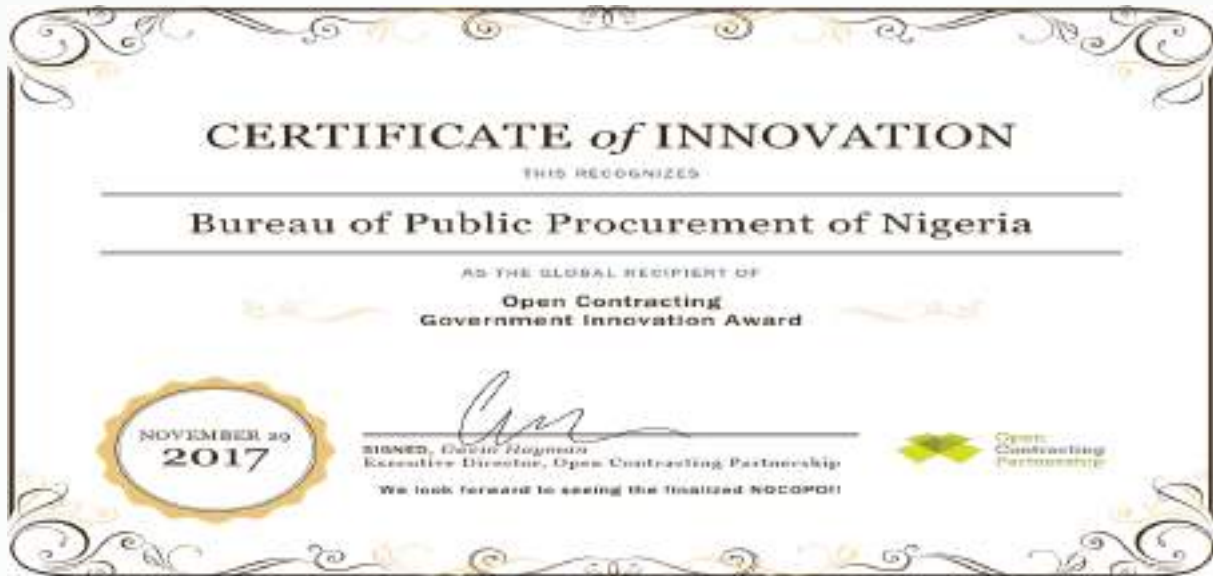 CERTIFICATE of INNOVATION
THIS RECOGNIZES
Bureau of Public Procurement of Nigeria
AS THE GLOBAL RECIPIENT OF
Open Contracting
Government Innovation Award
NOVEMBER 29
2017
SIGNED, Gavin Hayman
Executive Director, Open Contracting Partnership
We look forward to seeing the finalized NOCOPO!!
Open
Contracting
Partnership